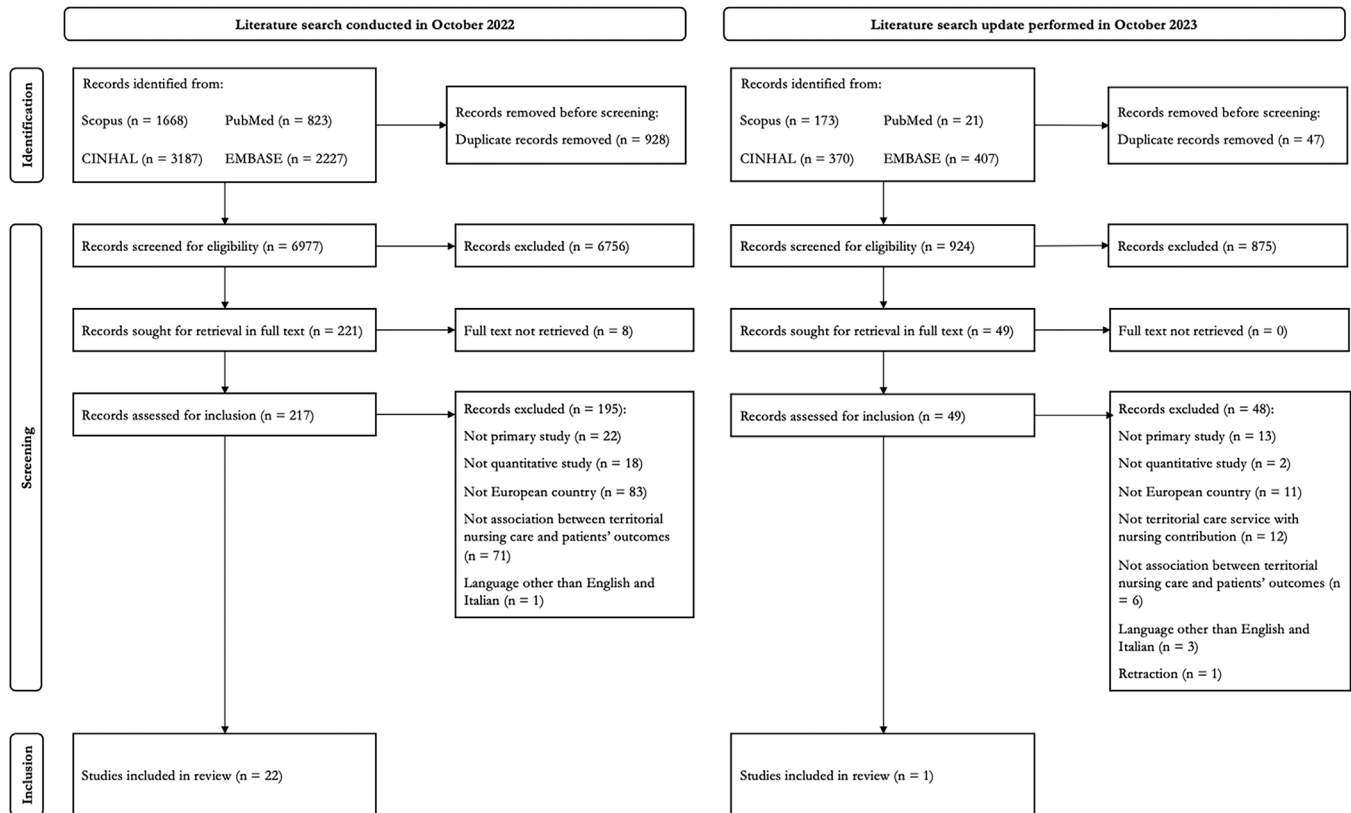 Literature search conducted in October 2022
Literature search update performed in October 2023
Identification
Records identified from:
Scopus (n = 1668) PubMed (n = 823)
CINHAL (n = 3187) EMBASE (n = 2227)
Records removed before screening:
Duplicate records removed (n = 928)
Records identified from:
Scopus (n = 173) PubMed (n = 21)
CINHAL (n = 370) EMBASE (n = 407)
Records removed before screening:
Duplicate records removed (n = 47)
Screening
Records screened for eligibility (n = 6977)
Records excluded (n = 6756)
Records screened for eligibility (n = 924)
Records excluded (n = 875)
Records sought for retrieval in full text (n = 221)
Full text not retrieved (n = 8)
Records sought for retrieval in full text (n = 49)
Full text not retrieved (n = 0)
Records assessed for inclusion (n = 217)
Records excluded (n = 195):
Not primary study (n = 22)
Not quantitative study (n = 18)
Not European country (n = 83)
Not association between territorial
nursing care and patients’ outcomes
(n = 71)
Language other than English and
Italian (n = 1)
Records assessed for inclusion (n = 49)
Records excluded (n = 48):
Not primary study (n = 13)
Not quantitative study (n = 2)
Not European country (n = 11)
Not territorial care service with
nursing contribution (n = 12)
Not association between territorial
nursing care and patients’ outcomes (n
= 6)
Language other than English and
Italian (n = 3)
Retraction (n = 1)
Inclusion
Studies included in review (n = 22)
Studies included in review (n = 1)